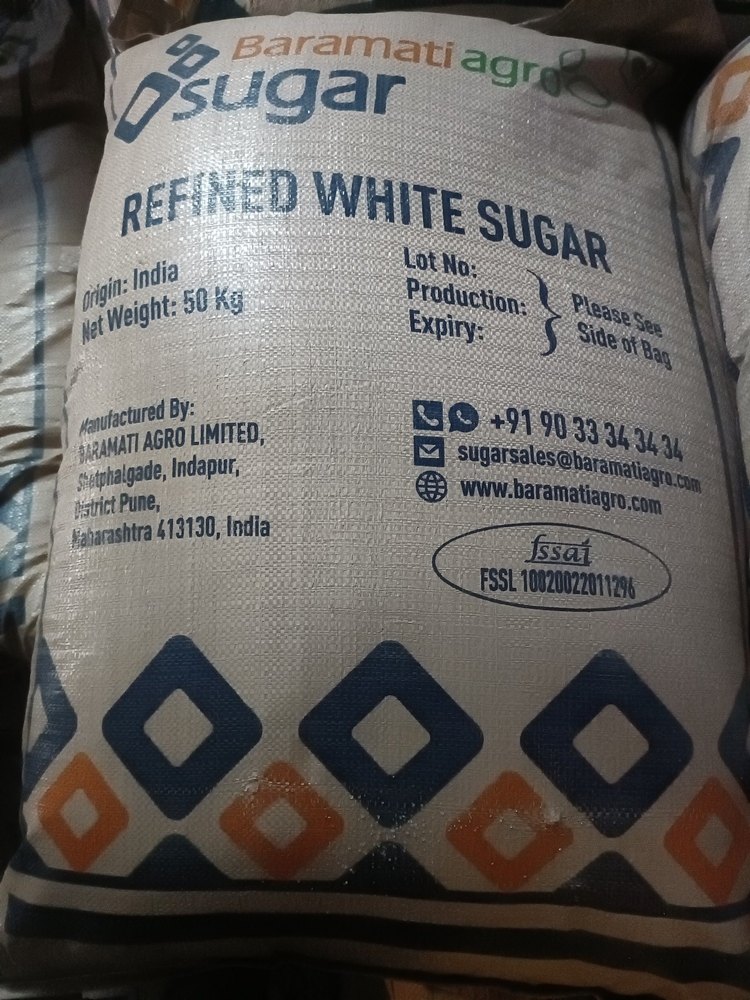 Baramati agro
sugar
REFINED WHITE SUGAR
Origin: India
Net Weight: 50 Kg
Lot No:
Production:
Expiry:
Please See
Side of Bag
Manufactured By:
BARAMATI AGRO LIMITED,
Shetphalgade, Indapur,
District Pune,
Maharashtra 413130, India
+91 90 33 34 34 34
sugarsales@baramatiagro.com
www.baramatiagro.com
fssai
FSSL 10020022011296